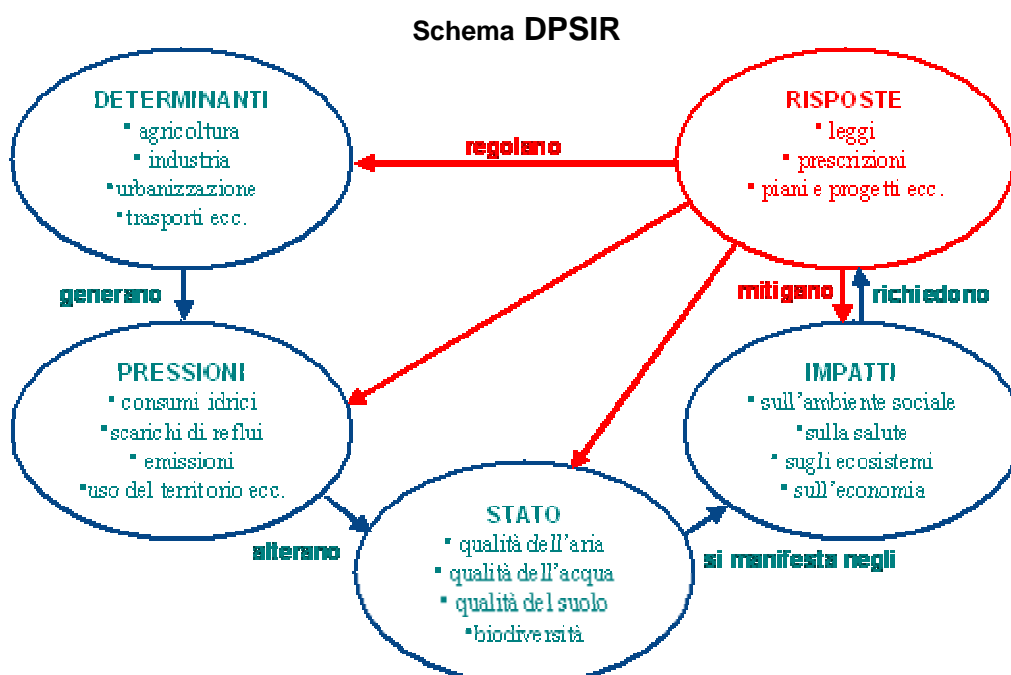 Schema DPSIR
DETERMINANTI
▪ agricoltura
▪ industria
▪urbanizzazione
▪trasporti ecc.
regolano
RISPOSTE
▪ leggi
▪ prescrizioni
▪ piani e progetti ecc.
generano
mitigano
richiedono
PRESSIONI
▪ consumi idrici
▪scarichi di reflui
▪ emissioni
▪uso del territorio ecc.
IMPATTI
▪ sull'ambiente sociale
▪sulla salute
▪ sugli ecosistemi
▪ sull'economia
alterano
STATO
▪ qualità dell'aria
▪ qualità dell'acqua
▪ qualità del suolo
▪biodiversità
si manifesta negli